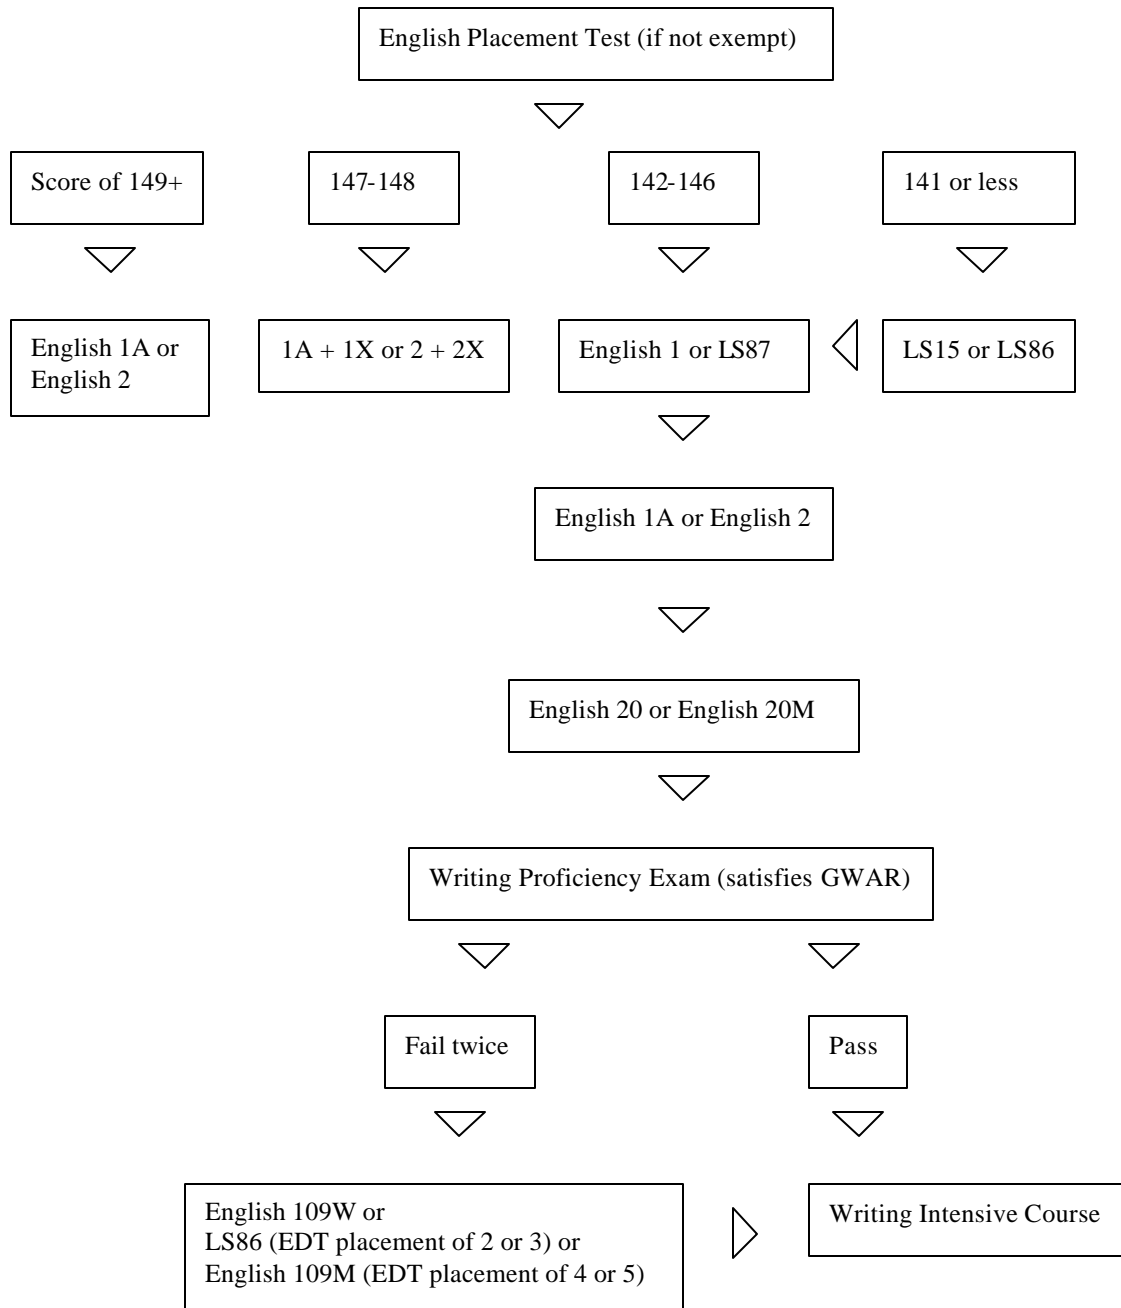 English Placement Test (if not exempt)
Score of 149+
147-148
142-146
141 or less
English 1A or
English 2
1A + 1X or 2 + 2X
English 1 or LS87
LS15 or LS86
English 1A or English 2
English 20 or English 20M
Writing Proficiency Exam (satisfies GWAR)
Fail twice
Pass
English 109W or
LS86 (EDT placement of 2 or 3) or
English 109M (EDT placement of 4 or 5)
Writing Intensive Course